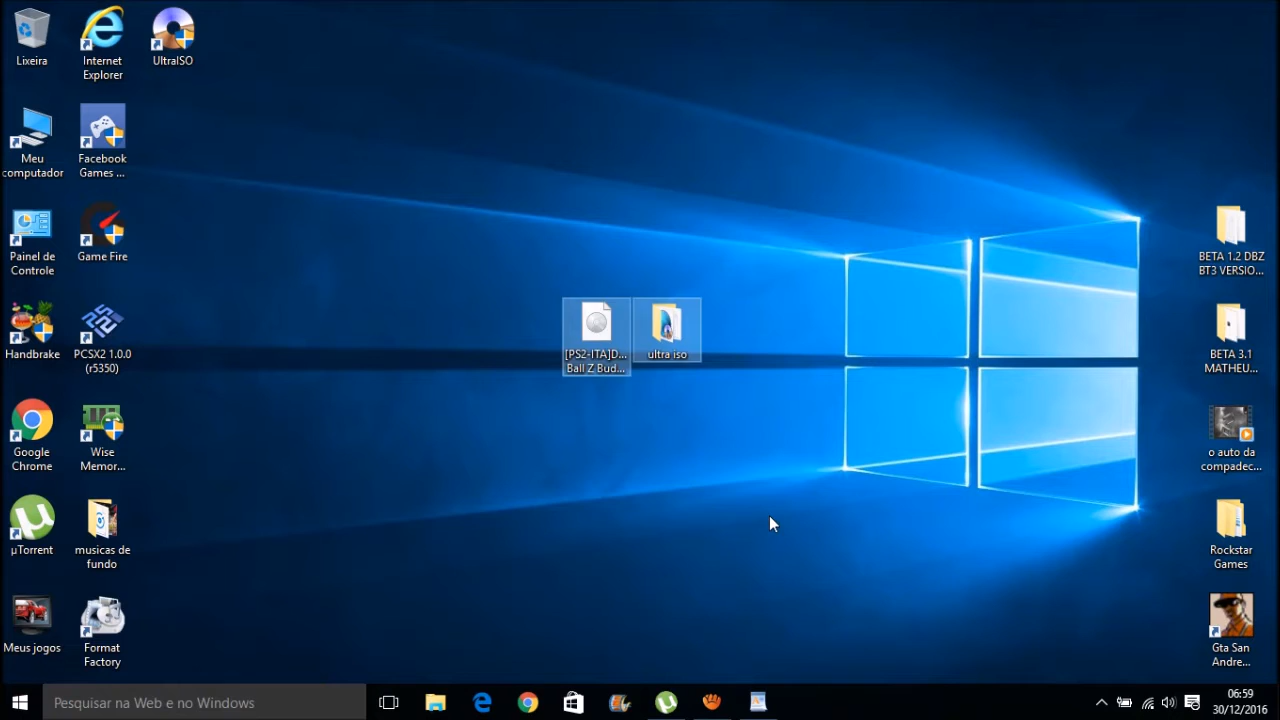 Lixeira
Internet
Explorer
UltraISO
Meu
computador
Facebook
Games ...
Painel de
Controle
Game Fire
Handbrake
PCSX2 1.0.0
(r5350)
Google
Chrome
Wise
Memor...
µTorrent
musicas de
fundo
Meus jogos
Format
Factory
[PS2-ITA]D...
Ball Z Bud...
ultra iso
BETA 1.2 DBZ
BT3 VERSIO...
BETA 3.1
MATHEU...
o auto da
compadec...
Rockstar
Games
Gta San
Andre...
Pesquisar na Web e no Windows
06:59
30/12/2016